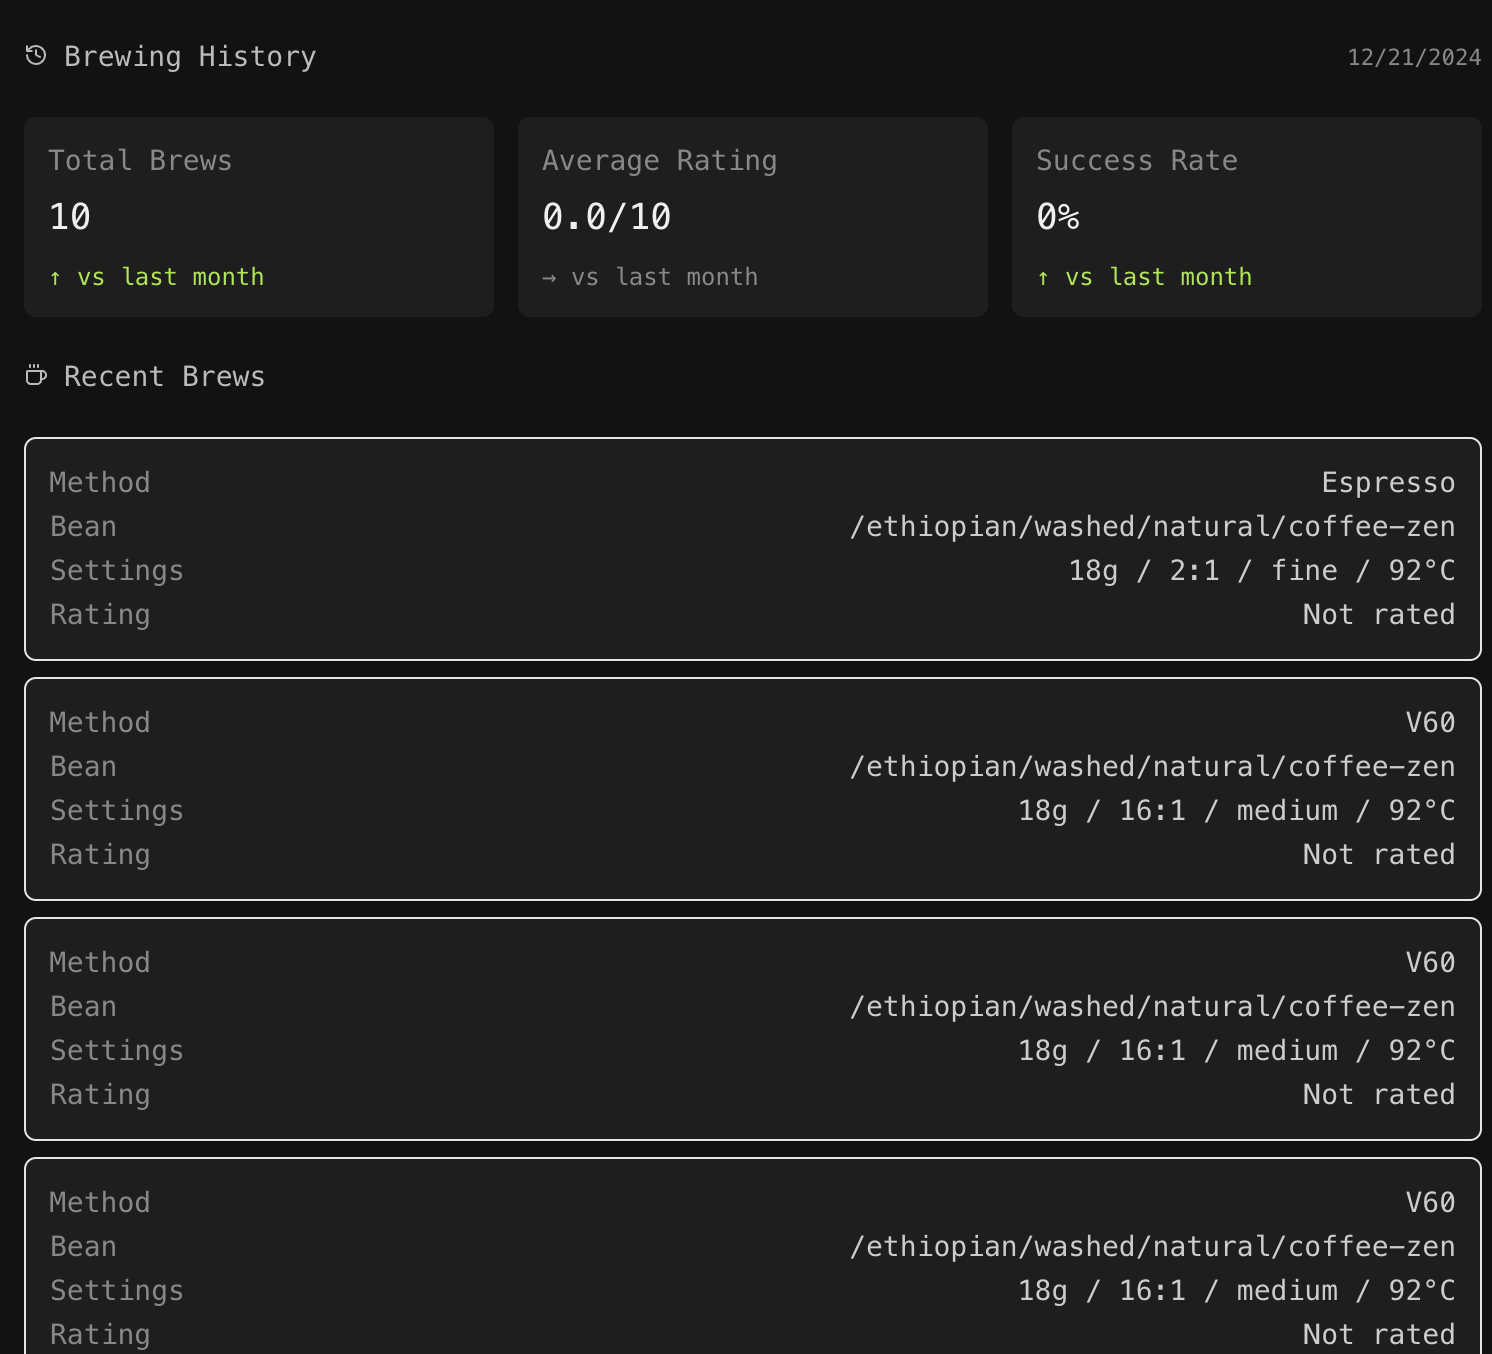 Brewing History
12/21/2024
Total Brews
10
↑ vs last month
Average Rating
0.0/10
→ vs last month
Success Rate
0%
↑ vs last month
Recent Brews
Method Espresso
Bean /ethiopian/washed/natural/coffee-zen
Settings 18g / 2:1 / fine / 92°C
Rating Not rated
Method V60
Bean /ethiopian/washed/natural/coffee-zen
Settings 18g / 16:1 / medium / 92°C
Rating Not rated
Method V60
Bean /ethiopian/washed/natural/coffee-zen
Settings 18g / 16:1 / medium / 92°C
Rating Not rated
Method V60
Bean /ethiopian/washed/natural/coffee-zen
Settings 18g / 16:1 / medium / 92°C
Rating Not rated